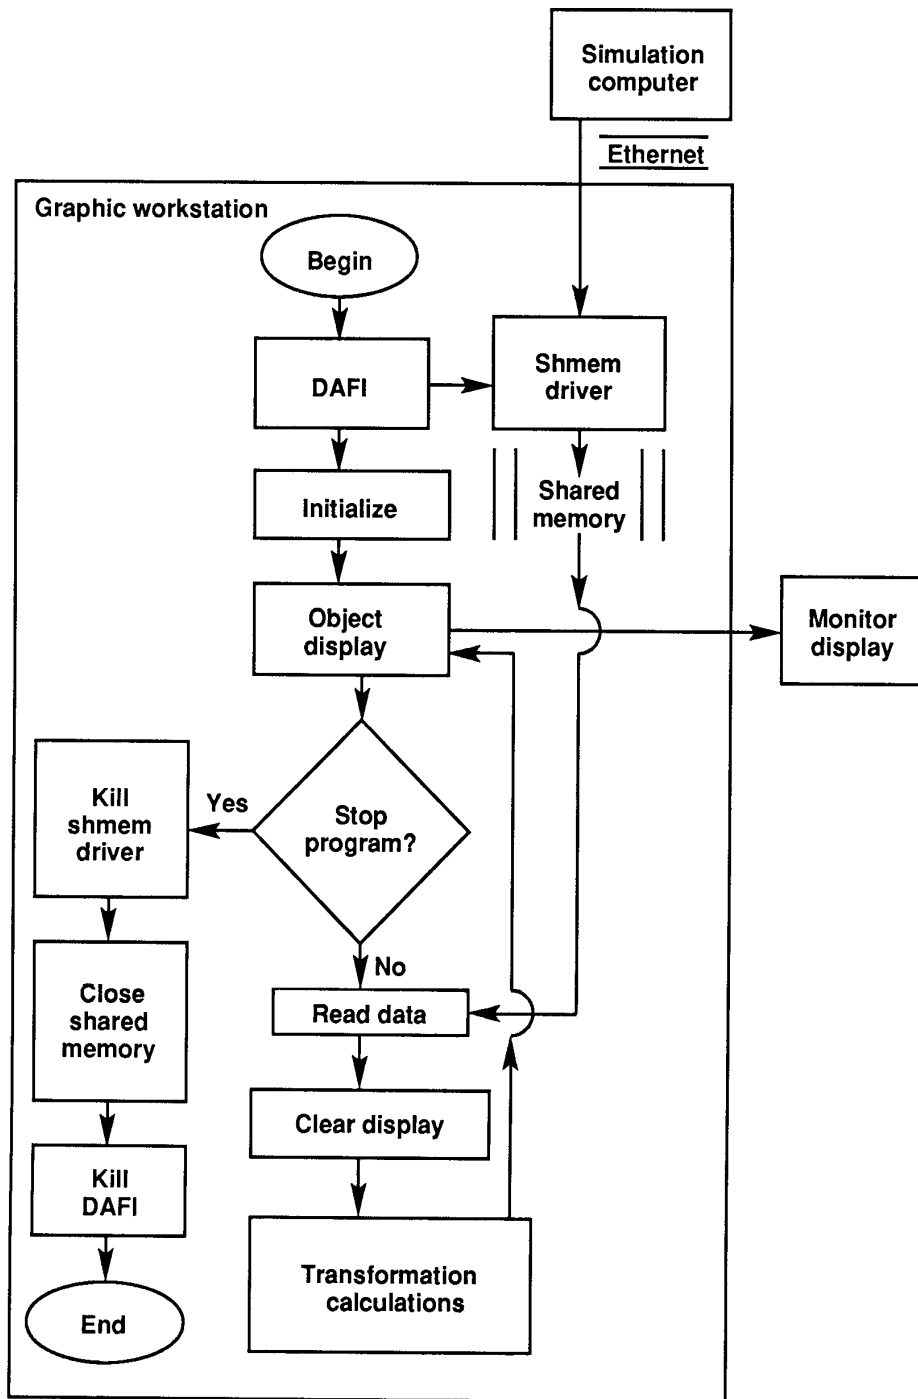 Simulation
computer
Ethernet
Graphic workstation
Begin
DAFI
Shmem
driver
Initialize
Shared
memory
Object
display
Monitor
display
Kill
shmem
driver
Yes
Stop
program?
No
Close
shared
memory
Read data
Clear display
Kill
DAFI
Transformation
calculations
End